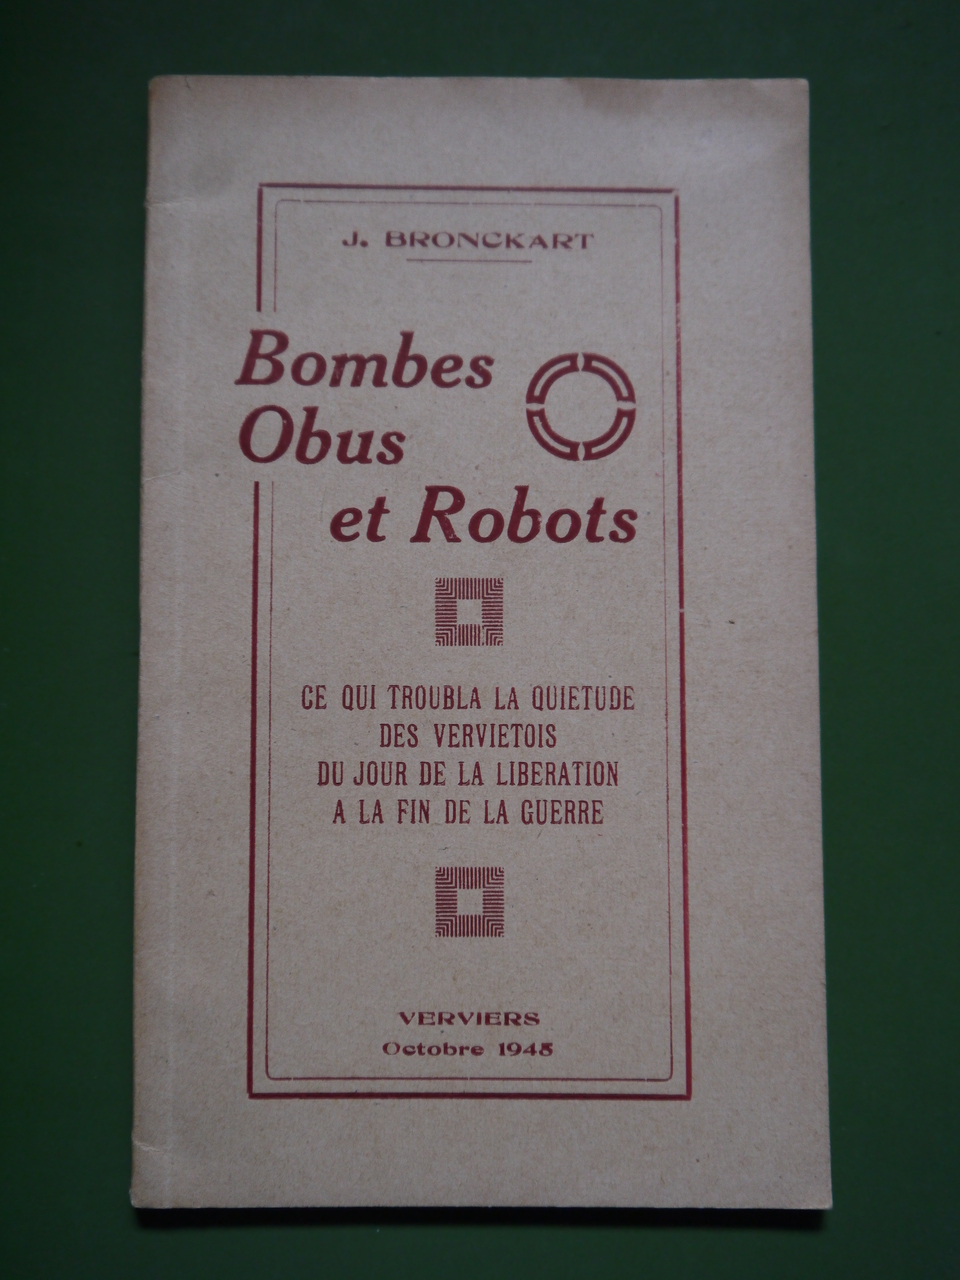 J. BRONCKART
Bombes
Obus
et Robots
CE QUI TROUBLA LA QUIETUDE
DES VERVIETOIS
DU JOUR DE LA LIBERATION
A LA FIN DE LA GUERRE
VERVIERS
Octobre 1945